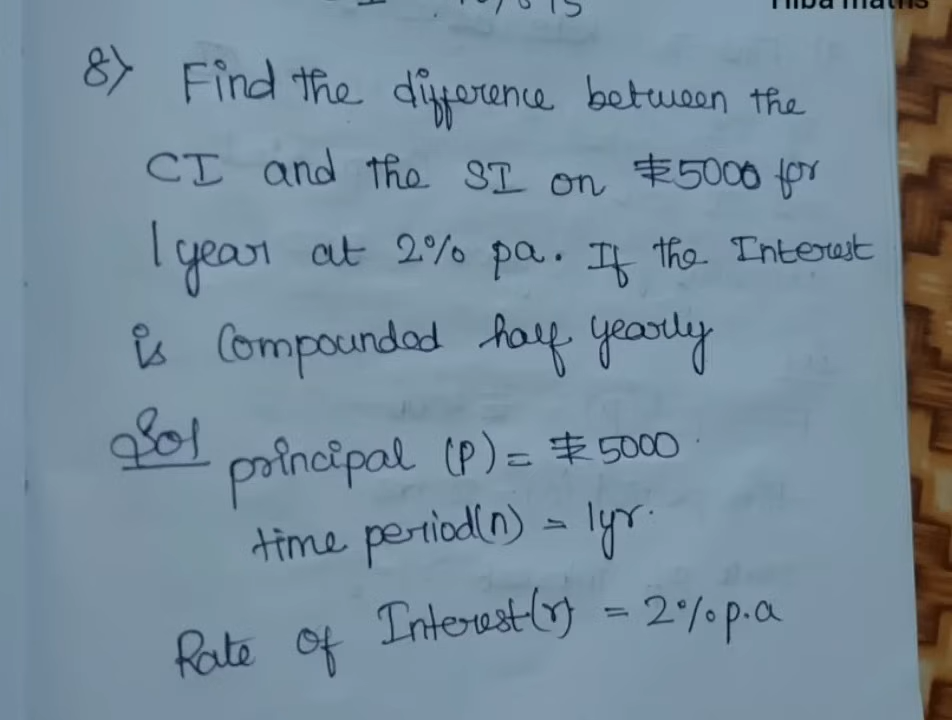 8) Find the difference between the
CI and the SI on ₹5000 for
1 year at 2% pa. If the Interest
is Compounded half yearly
Sol
principal (P) = ₹5000
time period(n) = 1yr.
Rate of Interest(r) = 2% p.a